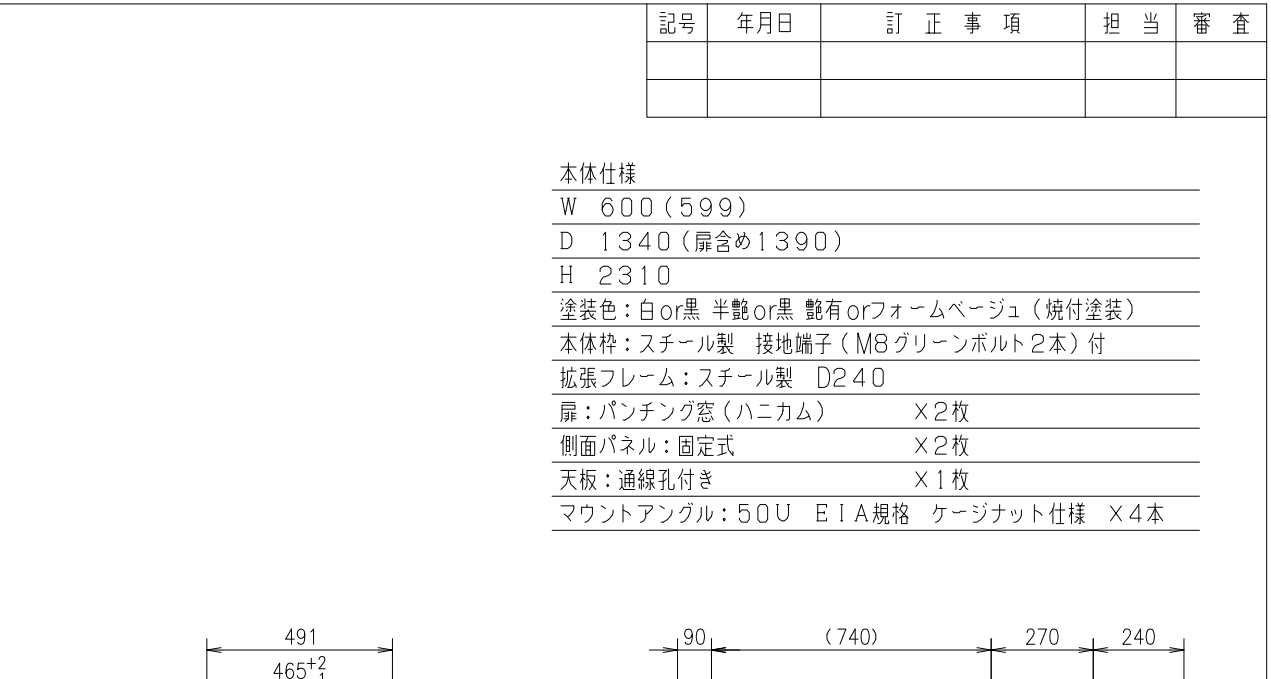 記号 年月日 訂正事項 担当 審査
本体仕様
W 600(599)
D 1340(扉含め1390)
H 2310
塗装色:白or黒 半艶or黒 艶有orフォームベージュ(焼付塗装)
本体枠:スチール製 接地端子(M8グリーンボルト2本)付
拡張フレーム:スチール製 D240
扉:パンチング窓(ハニカム) ×2枚
側面パネル:固定式 ×2枚
天板:通線孔付き ×1枚
マウントアングル:50U EIA規格 ケージナット仕様 ×4本
491 90 (740) 270 240
465+2